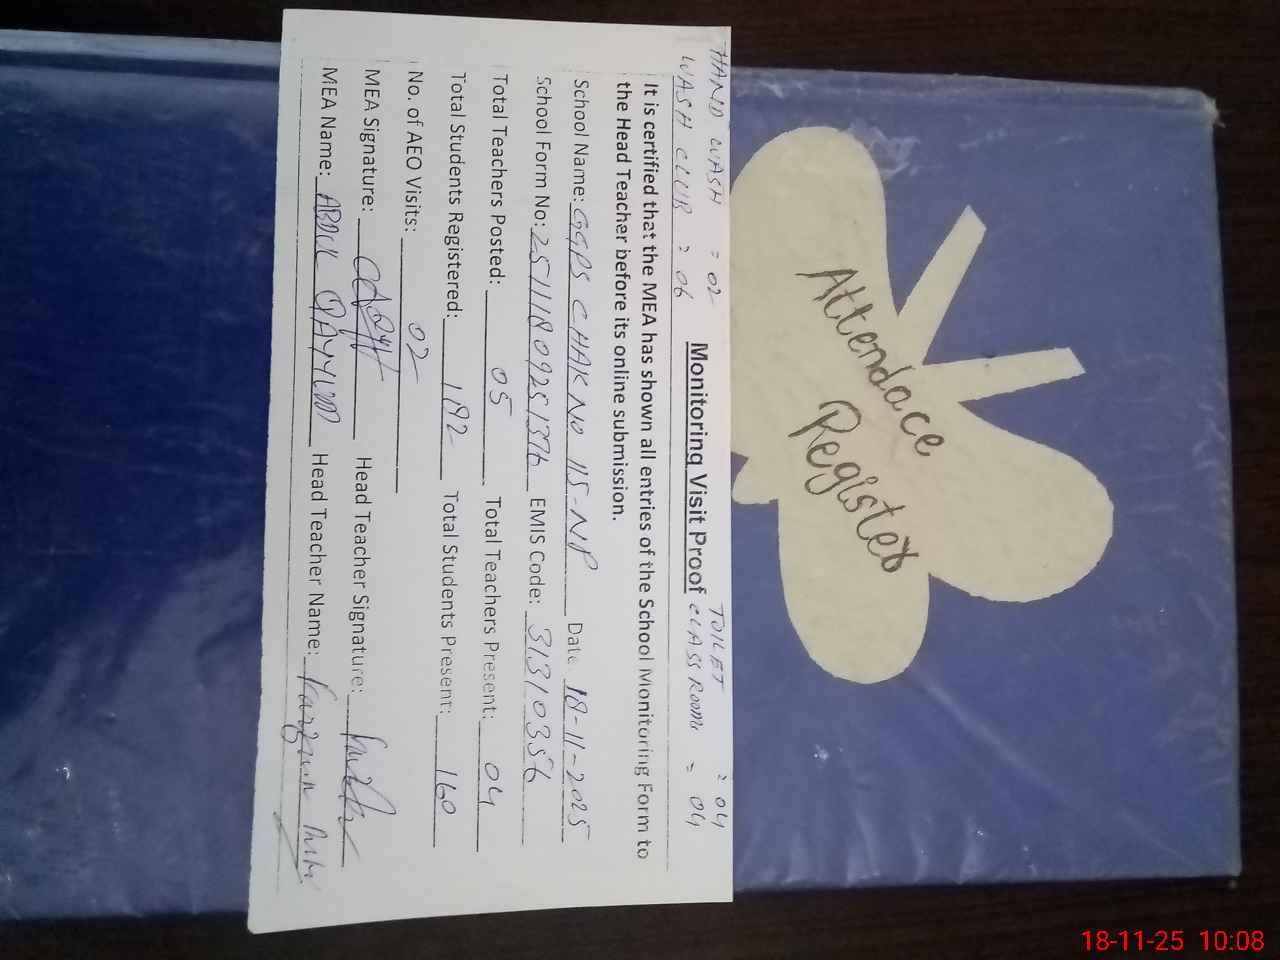 HAND WASH = 02 TOILET = 04
WASH CLUB = 06 CLASS ROOM = 04
Monitoring Visit Proof
It is certified that the MEA has shown all entries of the School Monitoring Form to
the Head Teacher before its online submission.
School Name: GGPS CHAK NO 115-NP Date 18-11-2025
School Form No: 25111809251376 EMIS Code: 31310356
Total Teachers Posted: 05 Total Teachers Present: 04
Total Students Registered: 192 Total Students Present: 160
No. of AEO Visits: 02
MEA Signature: Head Teacher Signature:
MEA Name: ABDUL QAYYUM Head Teacher Name:
Attendace
Register
18-11-25 10:08